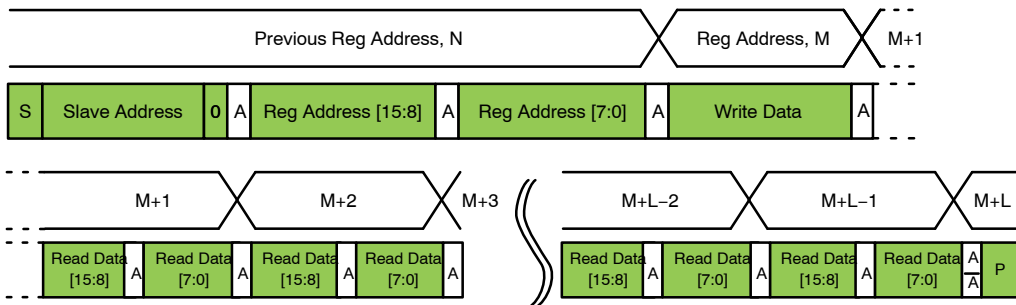 Previous Reg Address, N Reg Address, M M+1
S Slave Address 0 A Reg Address [15:8] A Reg Address [7:0] A Write Data A
M+1 M+2 M+3 M+L−2 M+L−1 M+L
Read Data [15:8] A Read Data [7:0] A Read Data [15:8] A Read Data [7:0] A Read Data [15:8] A Read Data [7:0] A Read Data [15:8] A Read Data [7:0] A/A̅ P